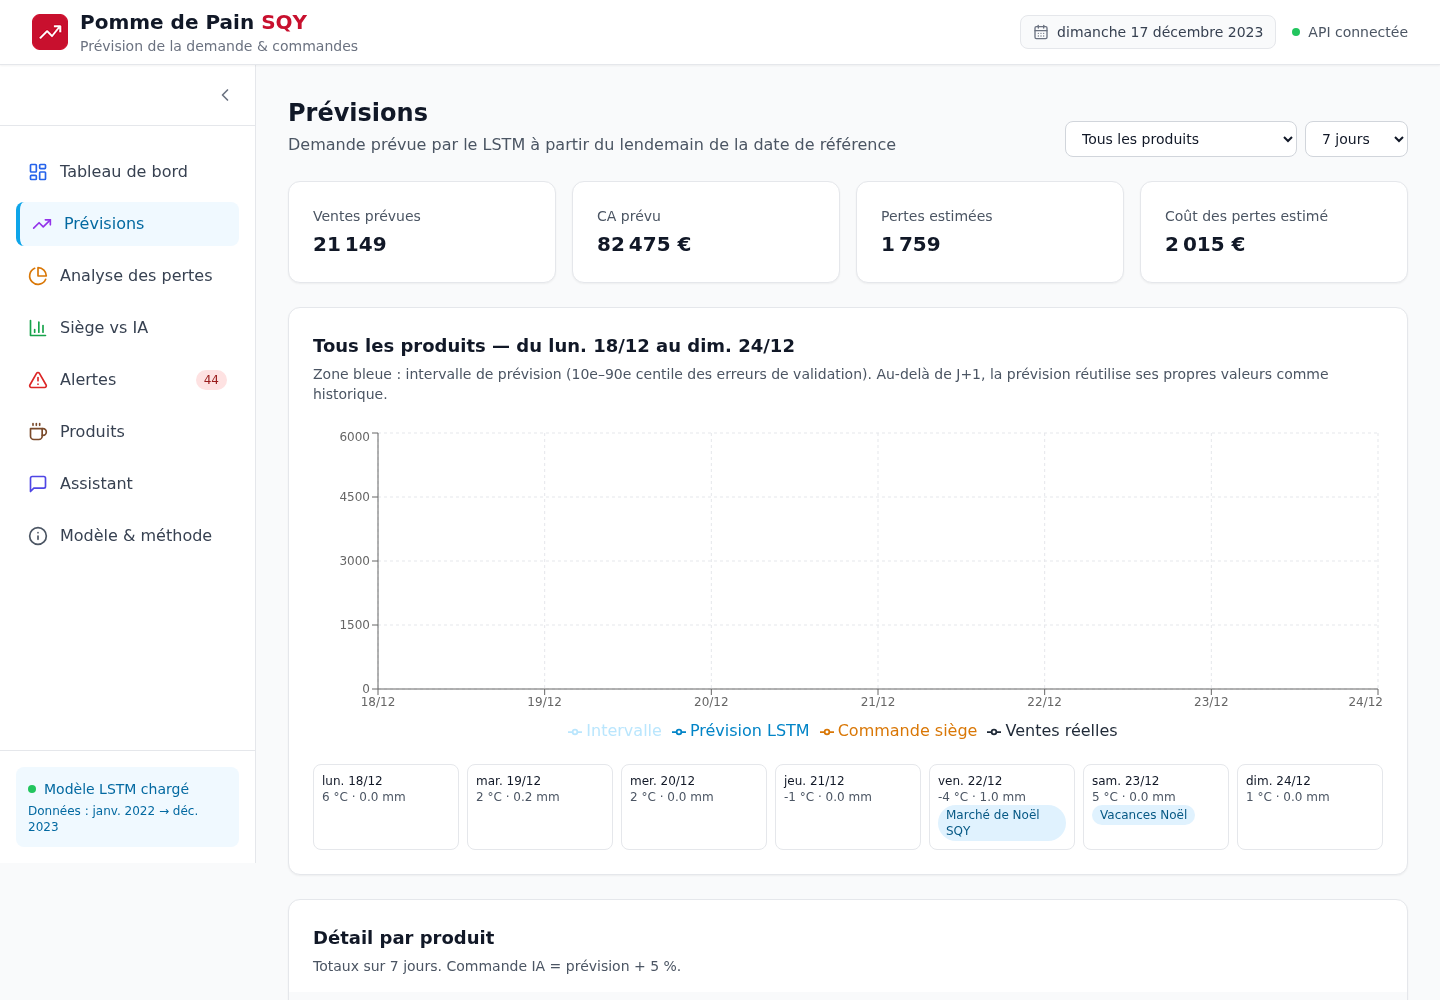 Pomme de Pain SQY
Prévision de la demande & commandes
dimanche 17 décembre 2023
API connectée
Tableau de bord
Prévisions
Analyse des pertes
Siège vs IA
Alertes
44
Produits
Assistant
Modèle & méthode
Modèle LSTM chargé
Données : janv. 2022 → déc.
2023
Prévisions
Demande prévue par le LSTM à partir du lendemain de la date de référence
Tous les produits
7 jours
Ventes prévues
21 149
CA prévu
82 475 €
Pertes estimées
1 759
Coût des pertes estimé
2 015 €
Tous les produits — du lun. 18/12 au dim. 24/12
Zone bleue : intervalle de prévision (10e–90e centile des erreurs de validation). Au-delà de J+1, la prévision réutilise ses propres valeurs comme
historique.
6000
4500
3000
1500
0
18/12 19/12 20/12 21/12 22/12 23/12 24/12
Intervalle Prévision LSTM Commande siège Ventes réelles
lun. 18/12
6 °C · 0.0 mm
mar. 19/12
2 °C · 0.2 mm
mer. 20/12
2 °C · 0.0 mm
jeu. 21/12
-1 °C · 0.0 mm
ven. 22/12
-4 °C · 1.0 mm
Marché de Noël
SQY
sam. 23/12
5 °C · 0.0 mm
Vacances Noël
dim. 24/12
1 °C · 0.0 mm
Détail par produit
Totaux sur 7 jours. Commande IA = prévision + 5 %.